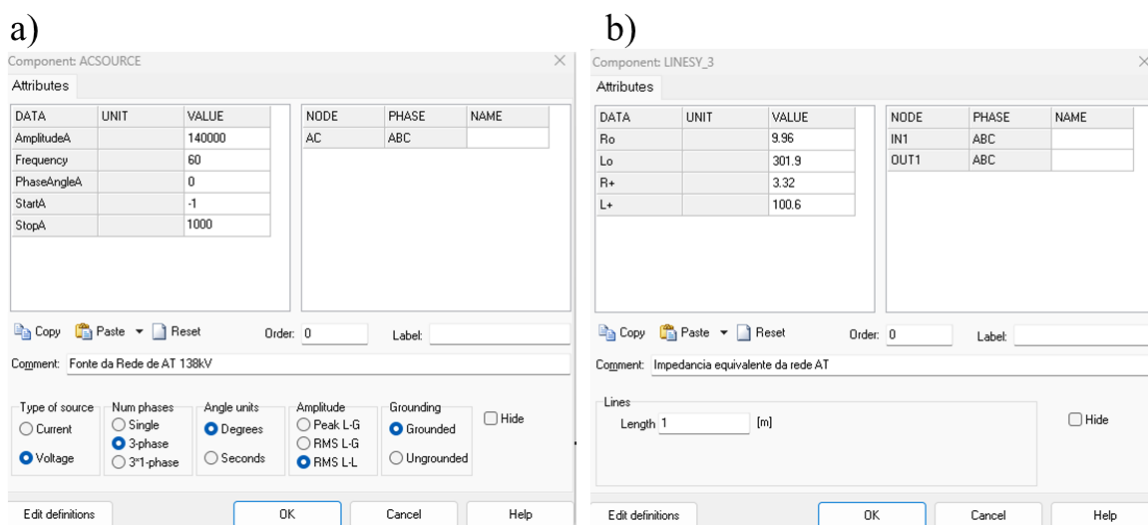 a)
Component: ACSOURCE
Attributes
DATA UNIT VALUE
AmplitudeA 140000
Frequency 60
PhaseAngleA 0
StartA -1
StopA 1000
NODE PHASE NAME
AC ABC
Copy Paste Reset Order: 0 Label:
Comment: Fonte da Rede de AT 138kV
Type of source
Current
Voltage
Num phases
Single
3-phase
3*1-phase
Angle units
Degrees
Seconds
Amplitude
Peak L-G
RMS L-G
RMS L-L
Grounding
Grounded
Ungrounded
Hide
Edit definitions OK Cancel Help
b)
Component: LINESY_3
Attributes
DATA UNIT VALUE
Ro 9.96
Lo 301.9
R+ 3.32
L+ 100.6
NODE PHASE NAME
IN1 ABC
OUT1 ABC
Copy Paste Reset Order: 0 Label:
Comment: Impedancia equivalente da rede AT
Lines
Length 1 [m]
Hide
Edit definitions OK Cancel Help